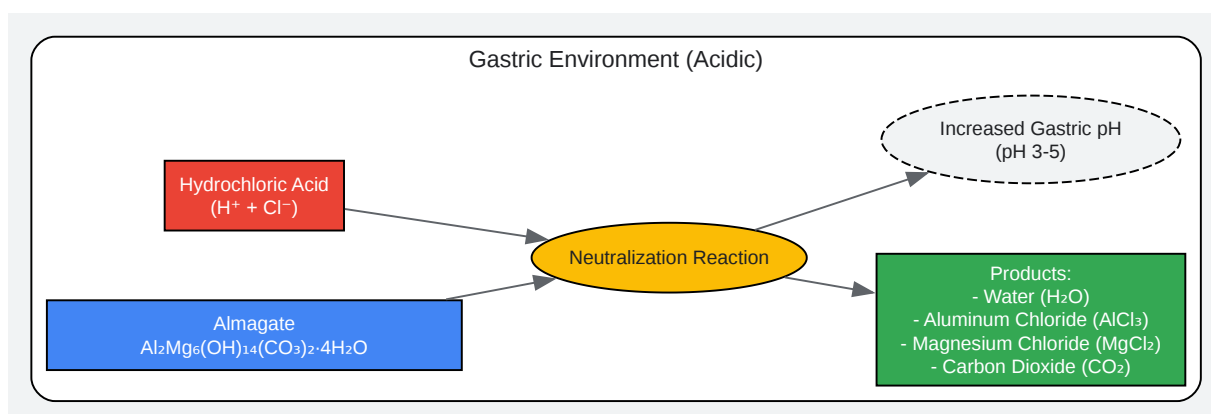 Gastric Environment (Acidic)
Increased Gastric pH
(pH 3-5)
Hydrochloric Acid
(H⁺ + Cl⁻)
Neutralization Reaction
Almagate
Al₂Mg₆(OH)₁₄(CO₃)₂·4H₂O
Products:
- Water (H₂O)
- Aluminum Chloride (AlCl₃)
- Magnesium Chloride (MgCl₂)
- Carbon Dioxide (CO₂)